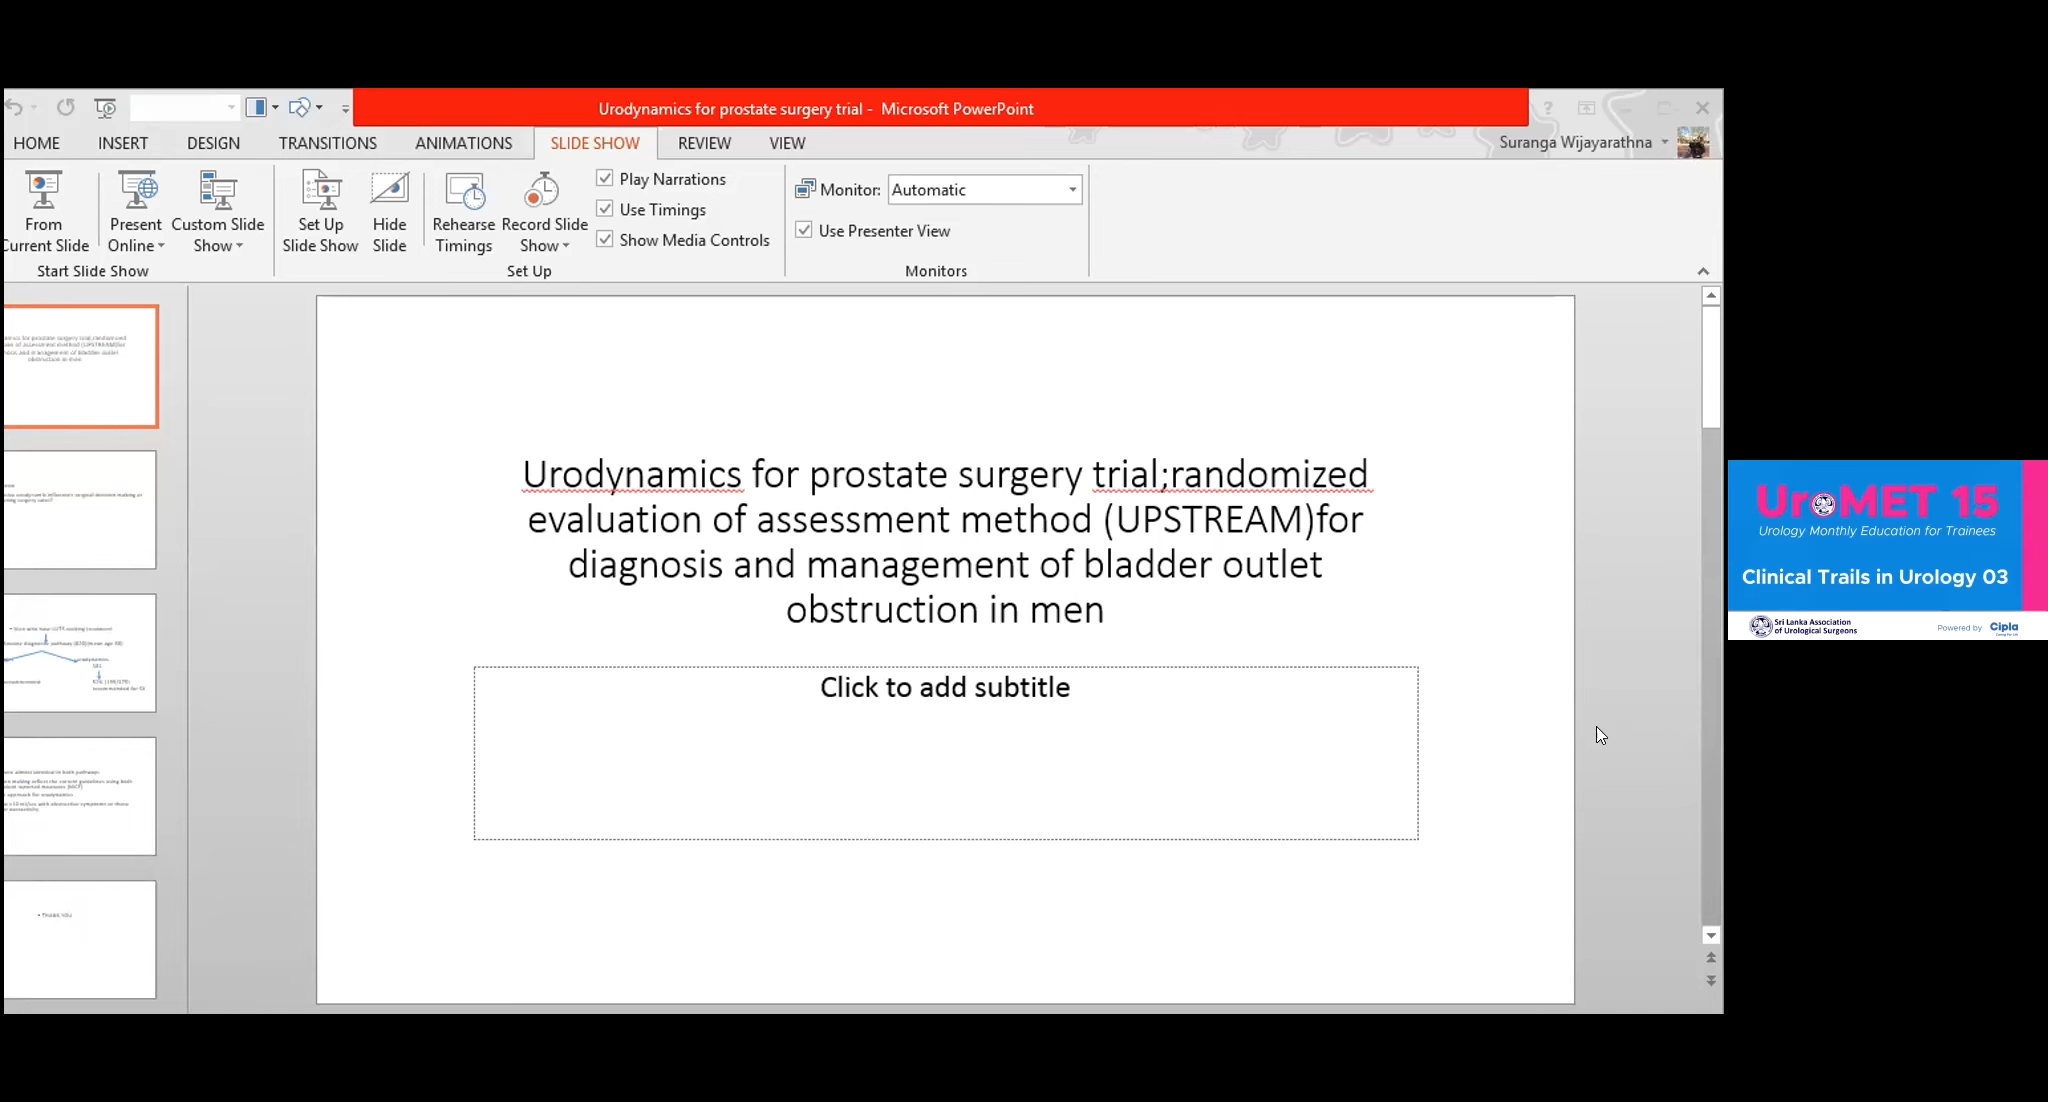 Urodynamics for prostate surgery trial - Microsoft PowerPoint
?
HOME INSERT DESIGN TRANSITIONS ANIMATIONS SLIDE SHOW REVIEW VIEW
Suranga Wijayarathna
From
Current Slide
Present
Online
Custom Slide
Show
Start Slide Show
Set Up
Slide Show
Hide
Slide
Rehearse
Timings
Record Slide
Show
Play Narrations
Use Timings
Show Media Controls
Set Up
Monitor: Automatic
Use Presenter View
Monitors
Urodynamics for prostate surgery trial;randomized
evaluation of assessment method (UPSTREAM)for
diagnosis and management of bladder outlet
obstruction in men
Click to add subtitle
• THANK YOU
UroMET 15
Urology Monthly Education for Trainees
Clinical Trails in Urology 03
Sri Lanka Association
of Urological Surgeons
Powered by Cipla